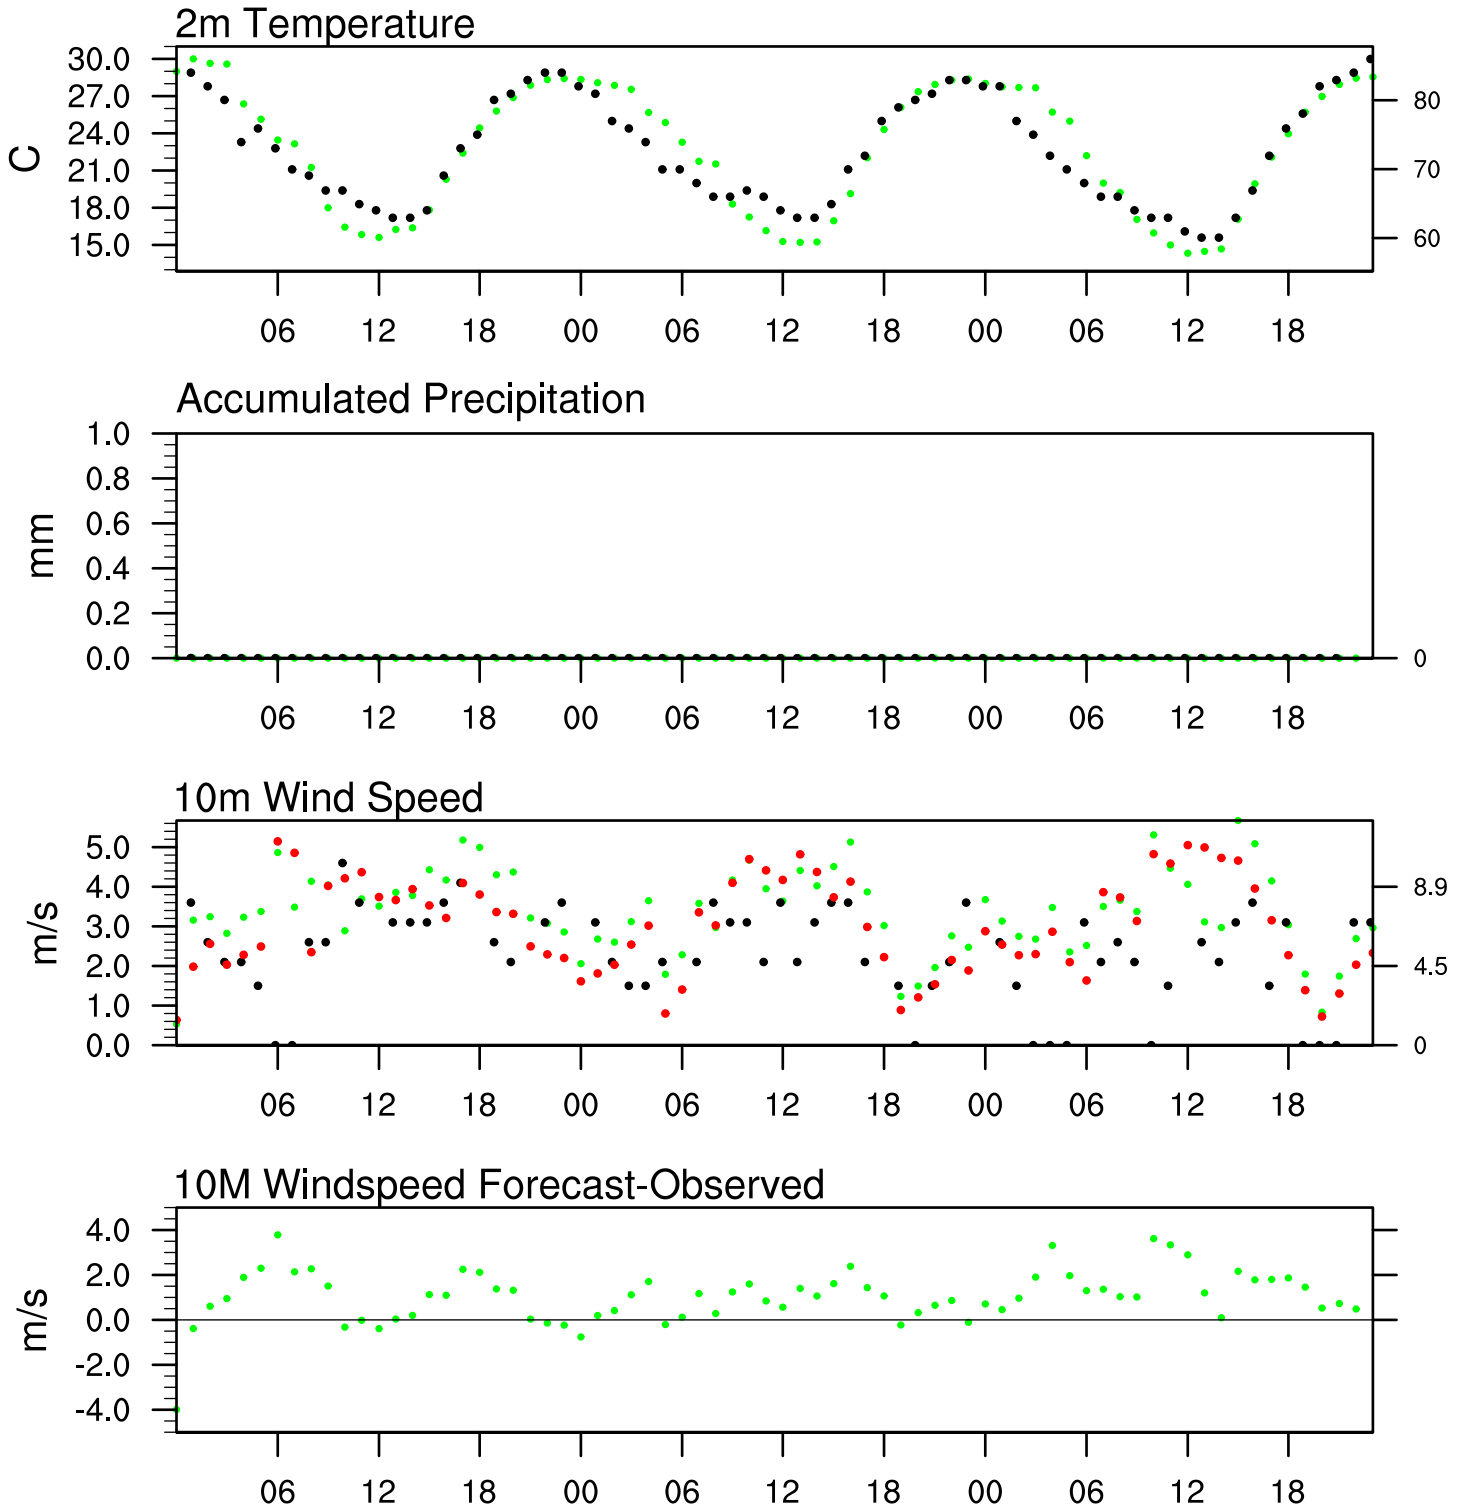 2m Temperature
30.0
27.0
24.0
21.0
18.0
15.0
C
80
70
60
06 12 18 00 06 12 18 00 06 12 18
Accumulated Precipitation
1.0
0.8
0.6
0.4
0.2
0.0
mm
0
06 12 18 00 06 12 18 00 06 12 18
10m Wind Speed
5.0
4.0
3.0
2.0
1.0
0.0
m/s
8.9
4.5
0
06 12 18 00 06 12 18 00 06 12 18
10M Windspeed Forecast-Observed
4.0
2.0
0.0
-2.0
-4.0
m/s
06 12 18 00 06 12 18 00 06 12 18